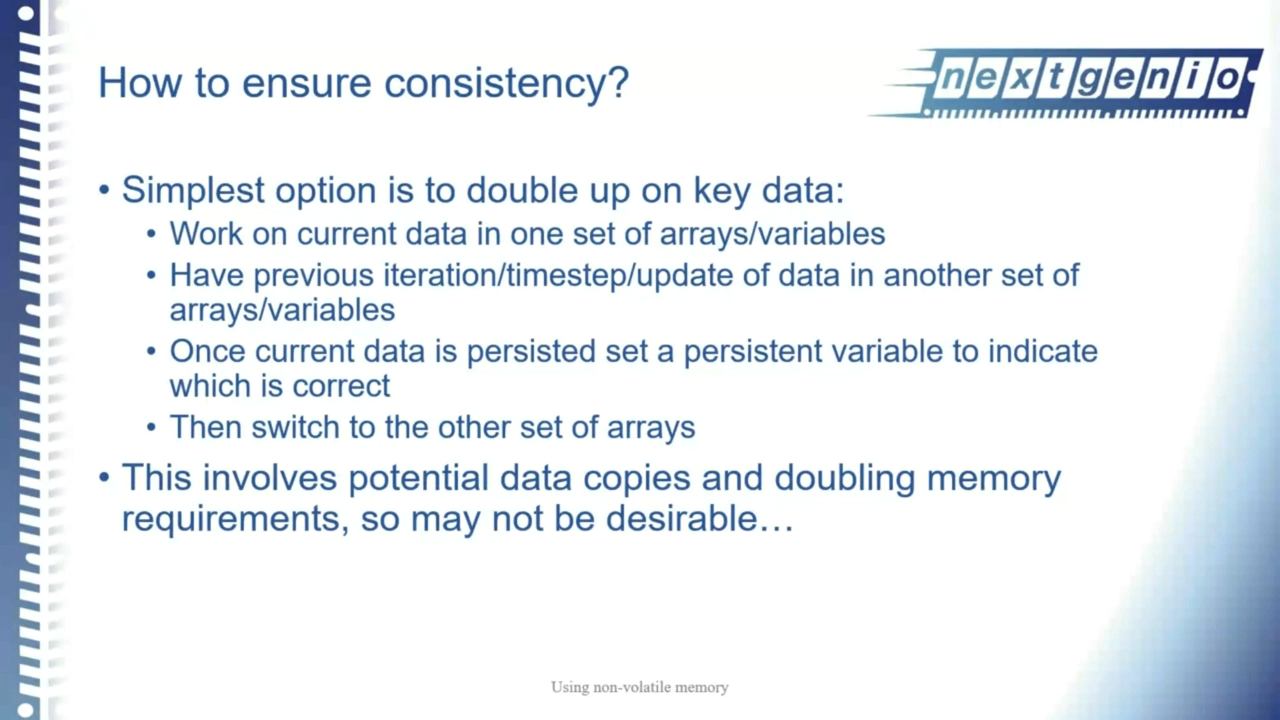 How to ensure consistency?
nextgenio
• Simplest option is to double up on key data:
• Work on current data in one set of arrays/variables
• Have previous iteration/timestep/update of data in another set of
arrays/variables
• Once current data is persisted set a persistent variable to indicate
which is correct
• Then switch to the other set of arrays
• This involves potential data copies and doubling memory
requirements, so may not be desirable…
Using non-volatile memory